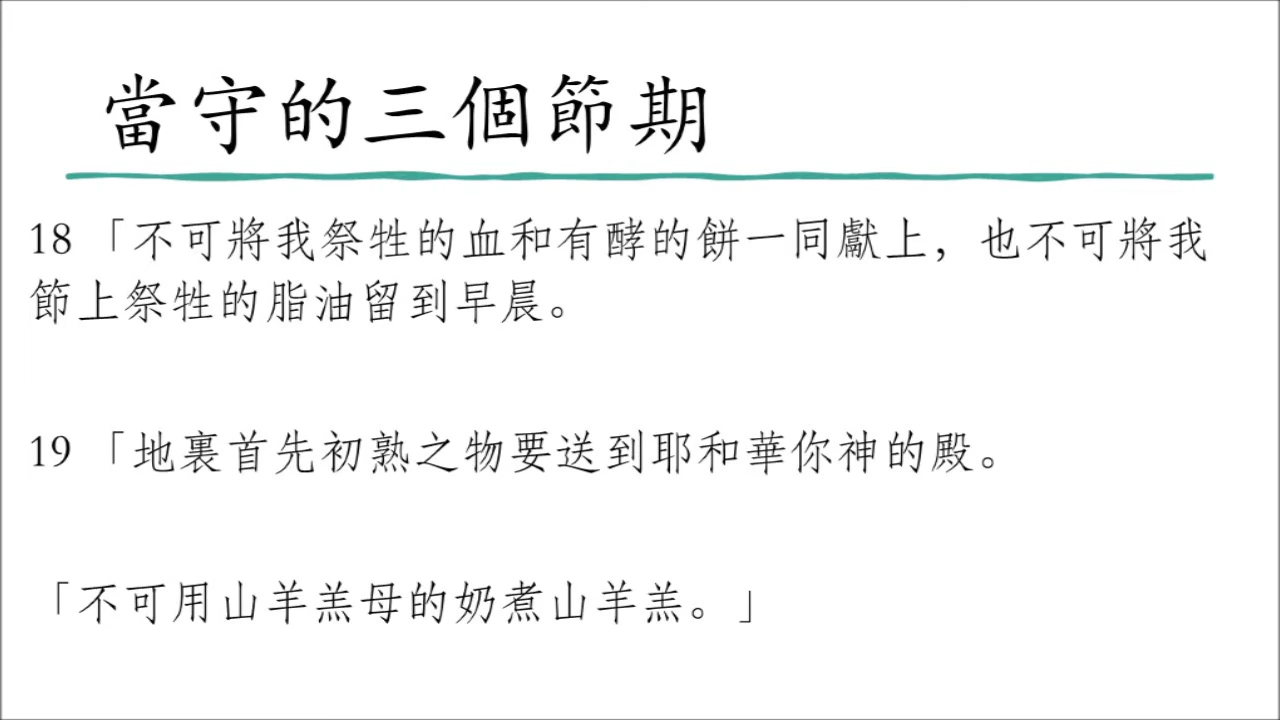 當守的三個節期
18 「不可將我祭牲的血和有酵的餅一同獻上，也不可將我
節上祭牲的脂油留到早晨。
19 「地裏首先初熟之物要送到耶和華你神的殿。
「不可用山羊羔母的奶煮山羊羔。」